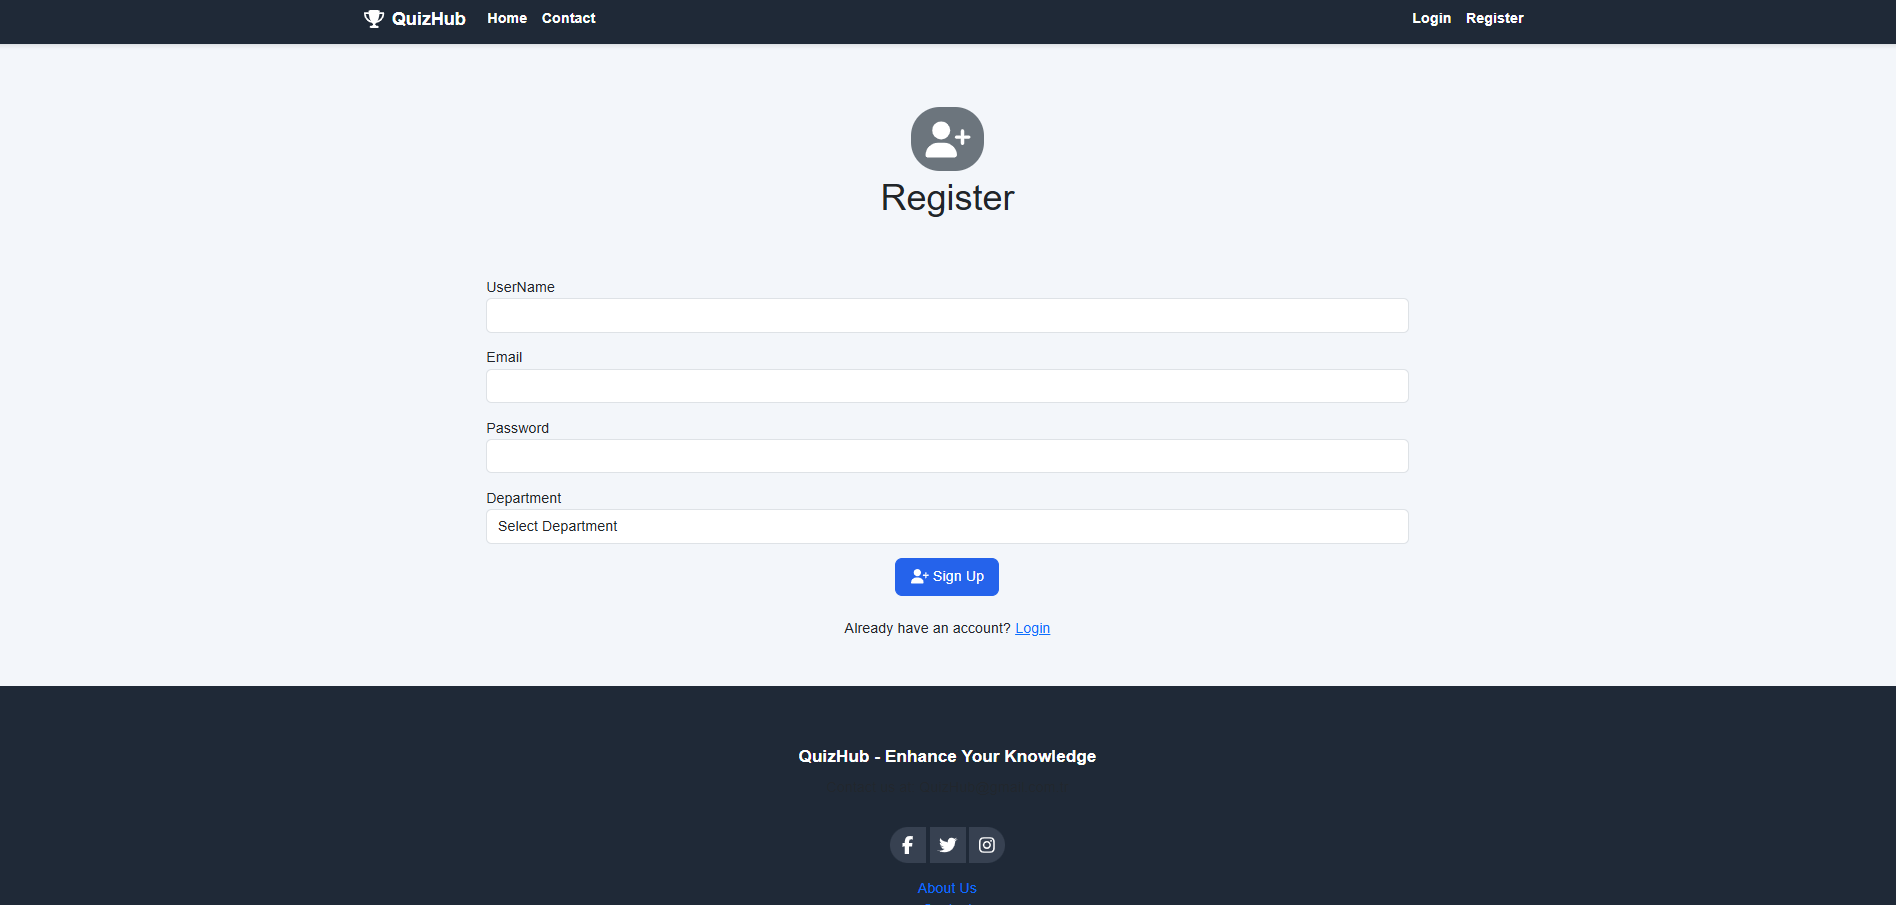 QuizHub Home Contact Login Register
Register
UserName
Email
Password
Department
Select Department
Sign Up
Already have an account? Login
QuizHub - Enhance Your Knowledge
About Us